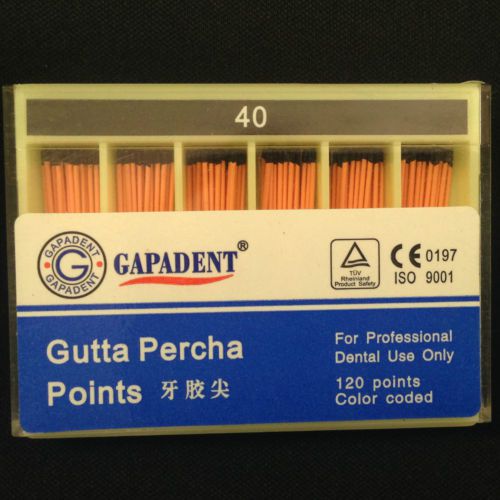 40
GAPADENT
G
GAPADENT
GAPADENT®
TÜV
Rheinland
Product Safety
CE 0197
ISO 9001
Gutta Percha
Points 牙胶尖
For Professional
Dental Use Only
120 points
Color coded